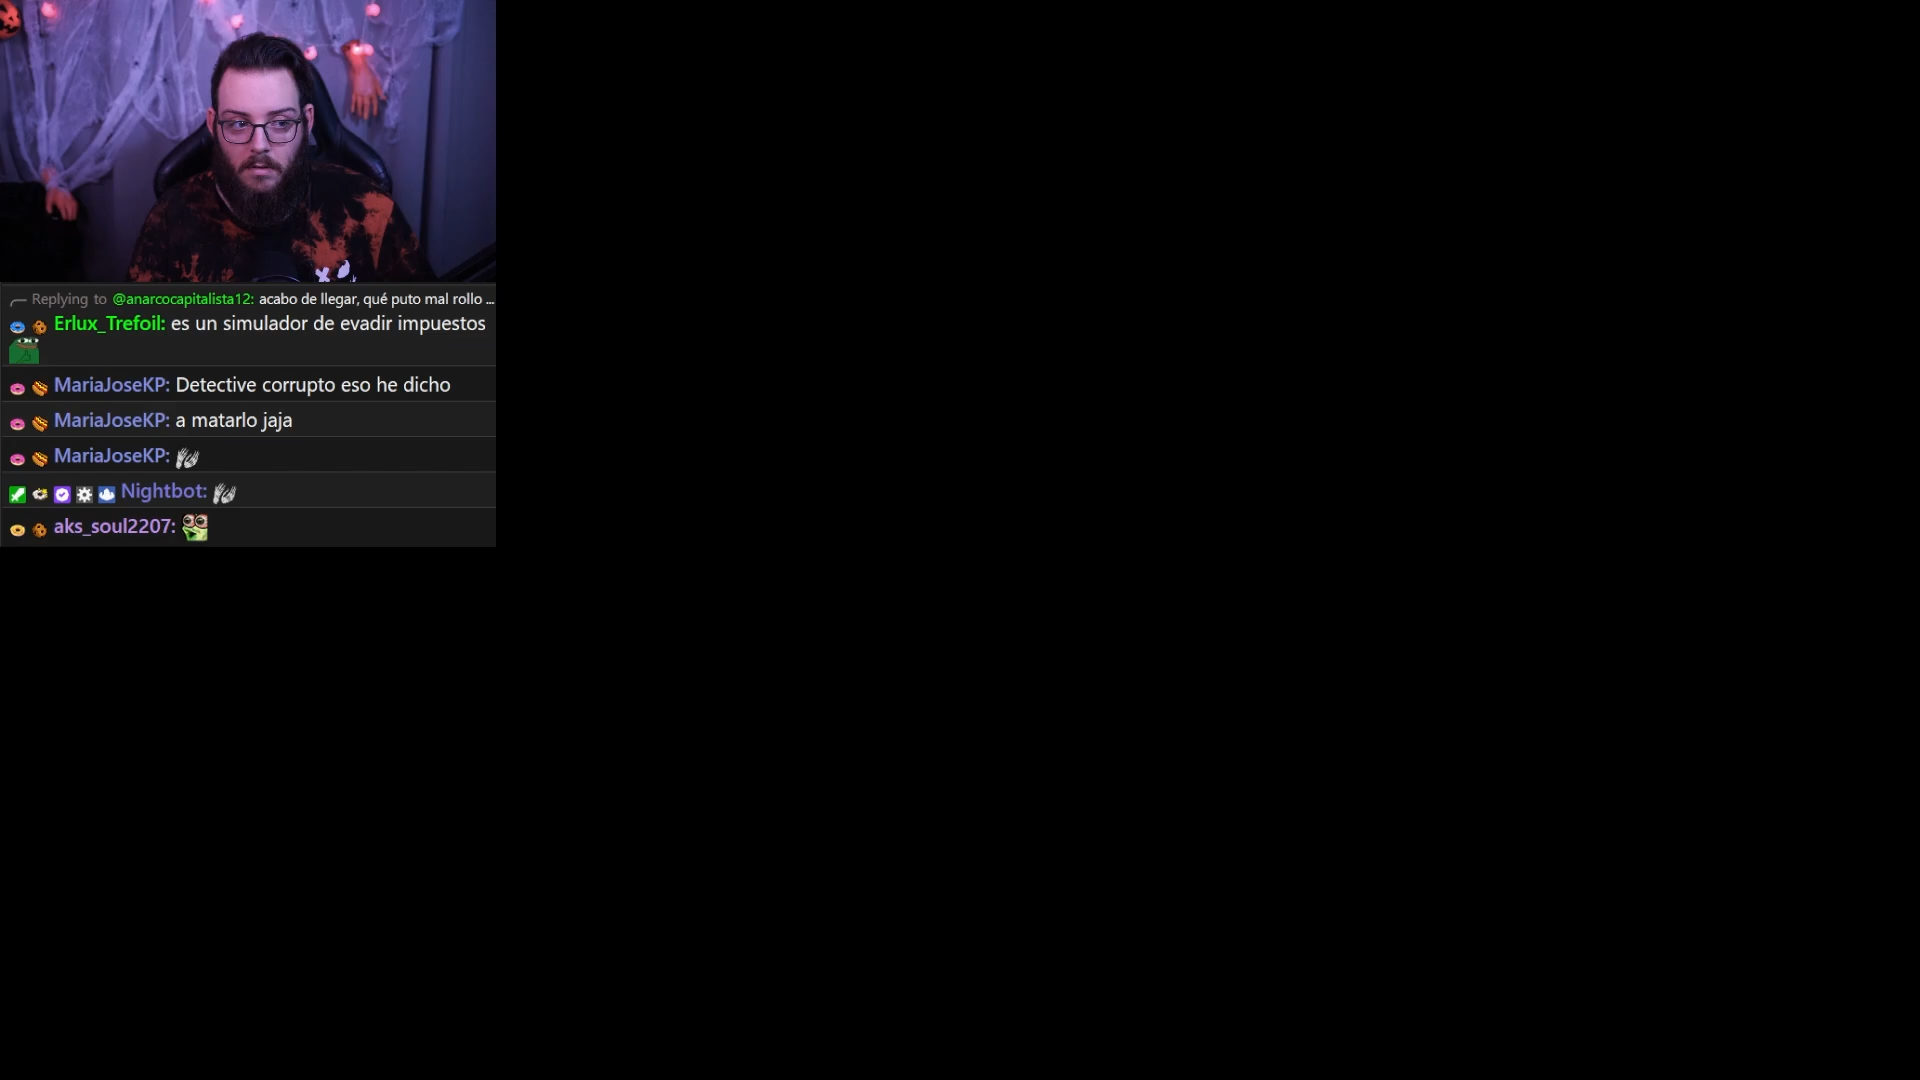 Replying to @anarcocapitalista12: acabo de llegar, qué puto mal rollo ...
Erlux_Trefoil: es un simulador de evadir impuestos
MariaJoseKP: Detective corrupto eso he dicho
MariaJoseKP: a matarlo jaja
MariaJoseKP:
Nightbot:
aks_soul2207: